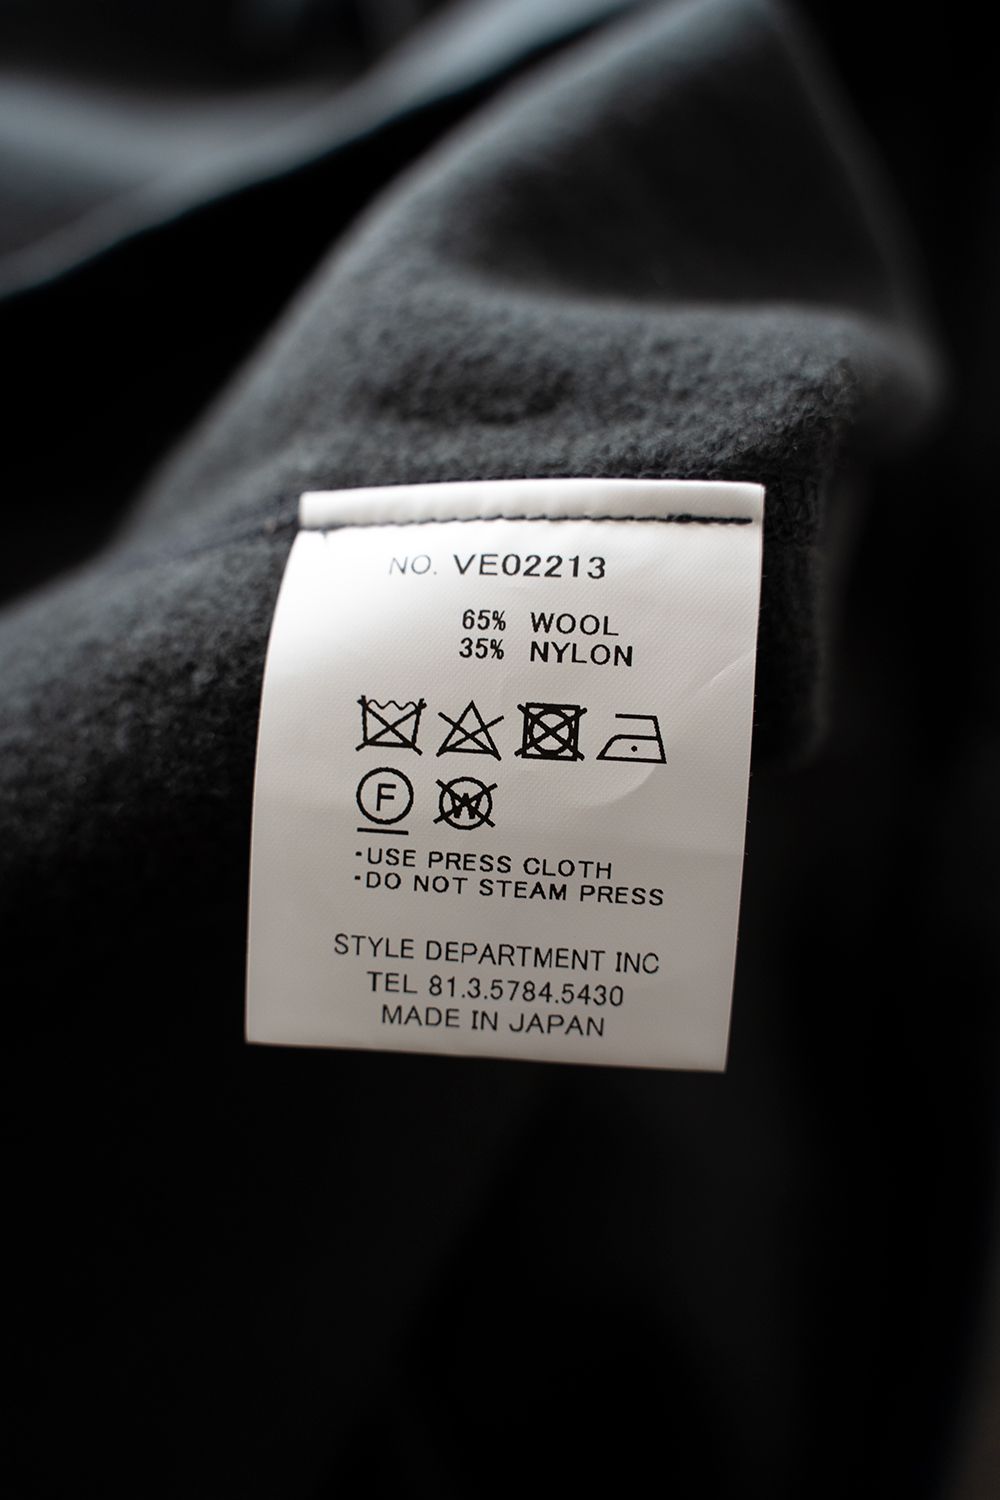 NO. VE02213
65% WOOL
35% NYLON
F W
·USE PRESS CLOTH
·DO NOT STEAM PRESS
STYLE DEPARTMENT INC
TEL 81.3.5784.5430
MADE IN JAPAN